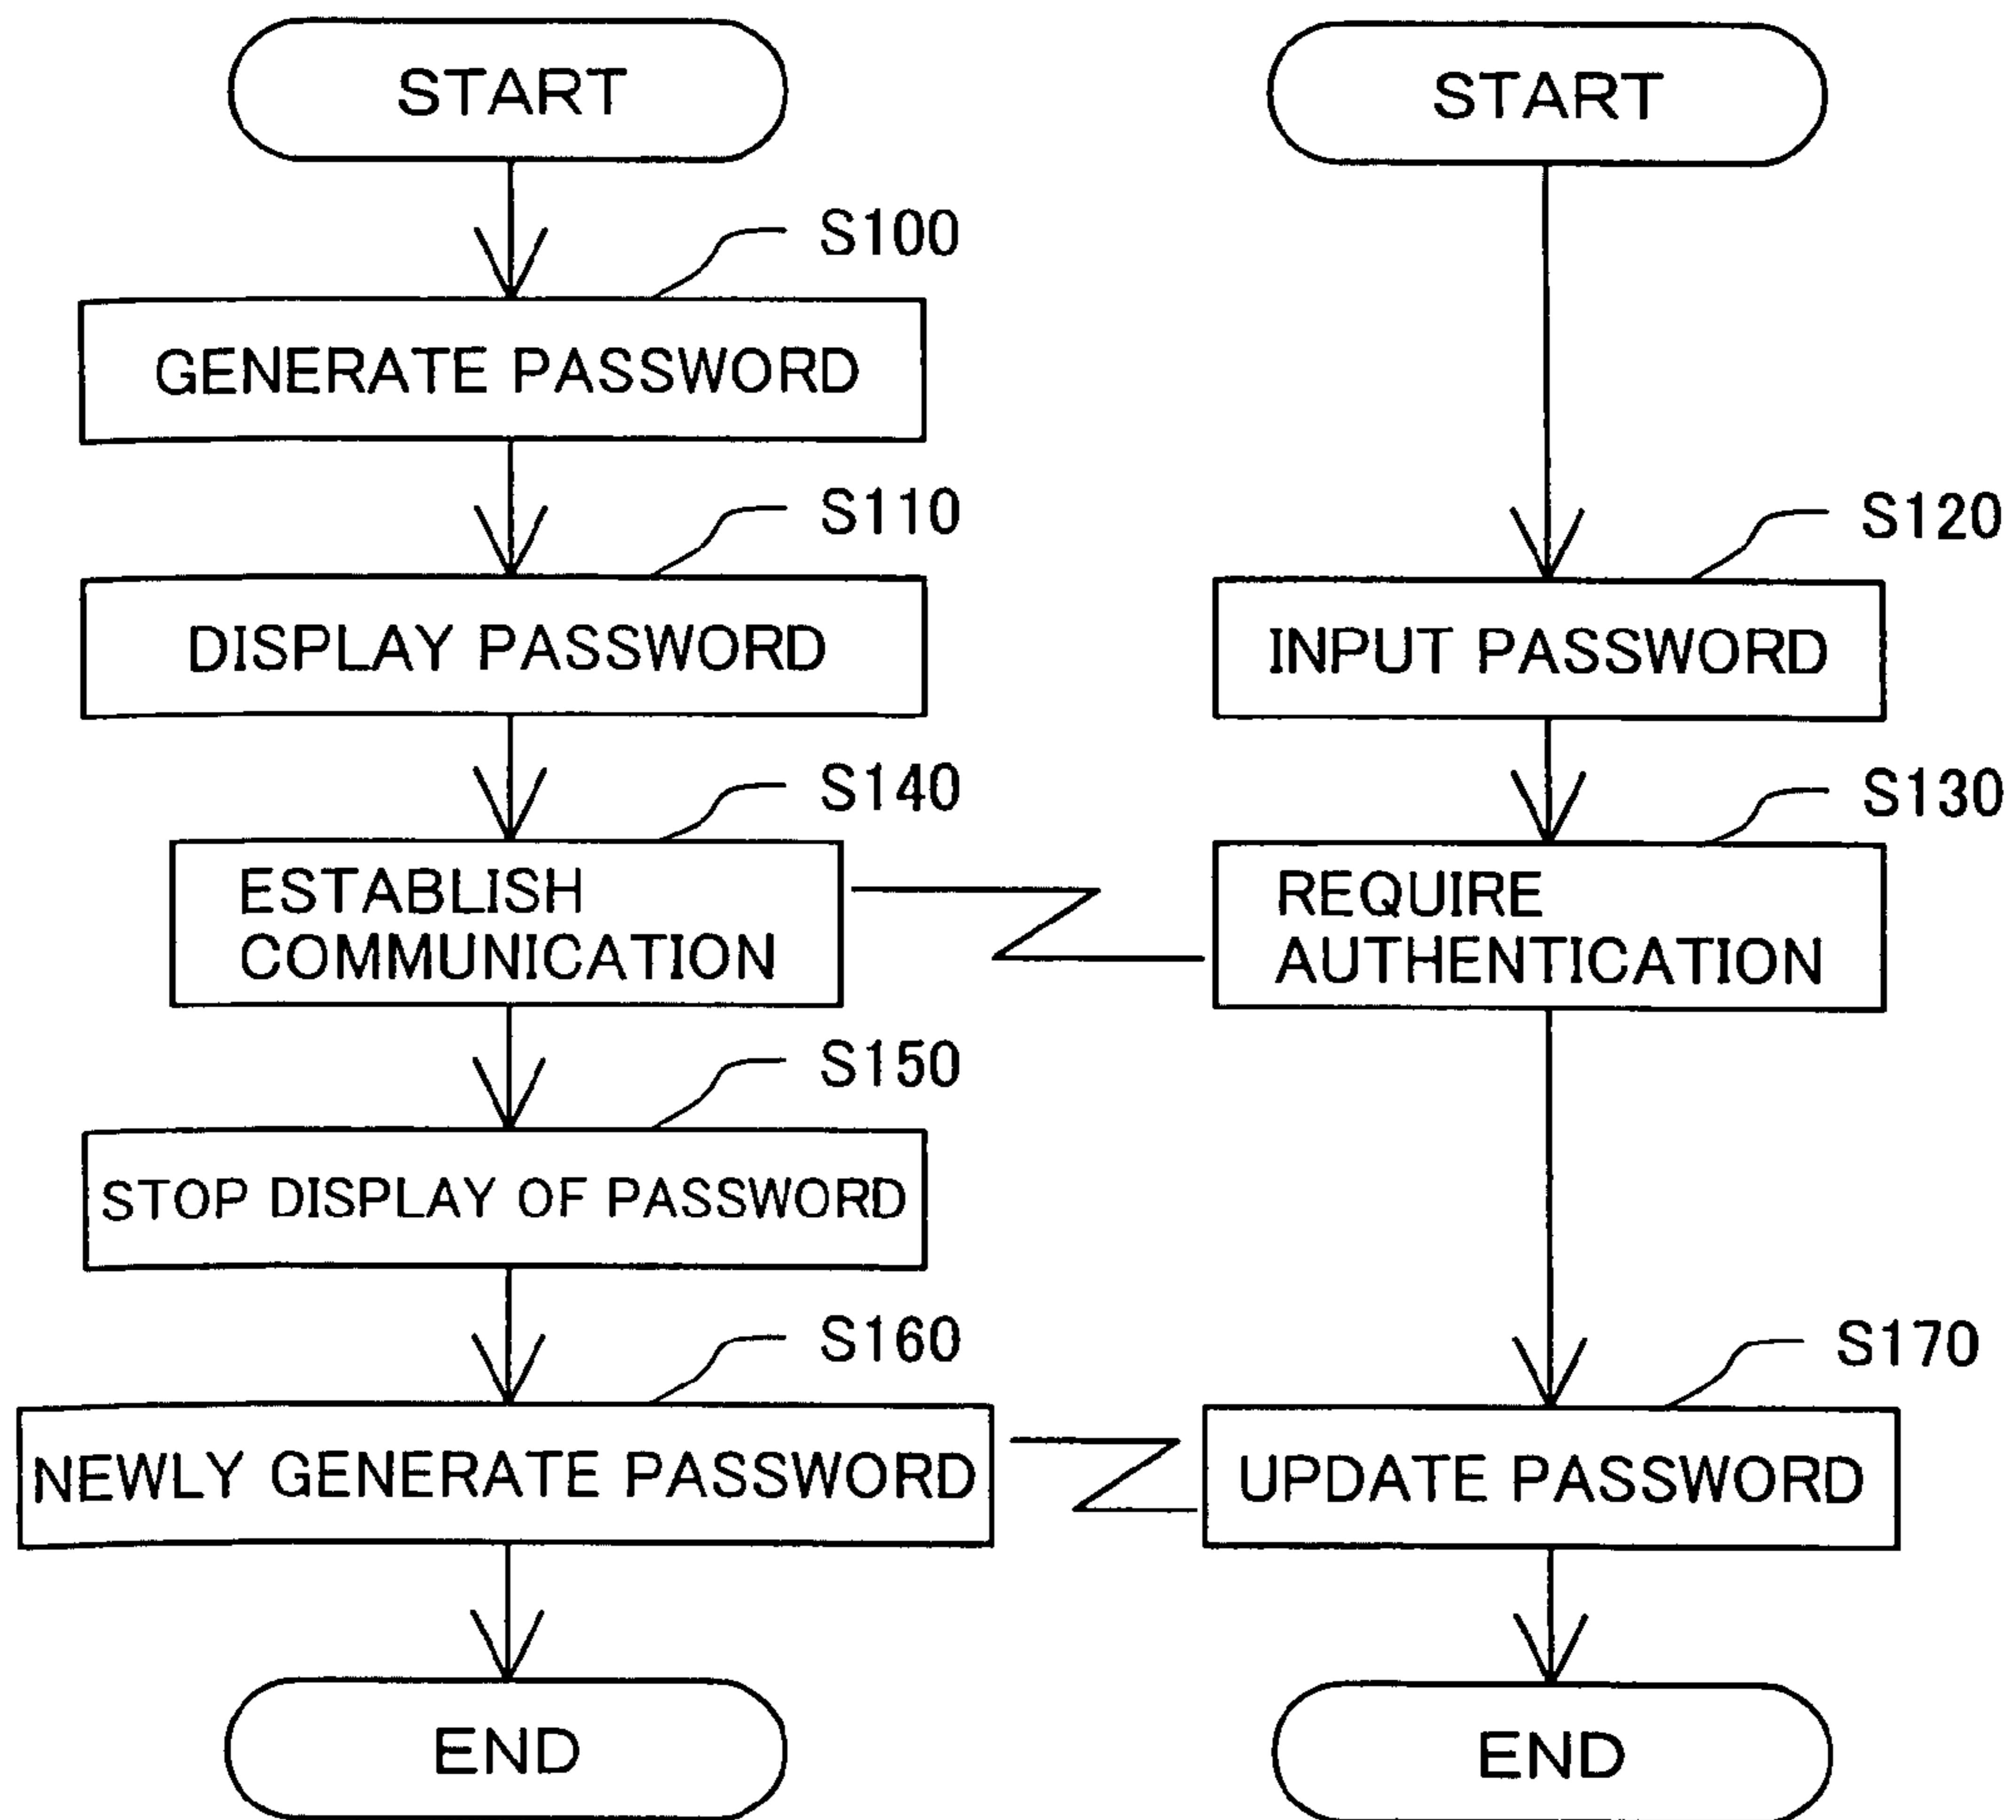 START
S100
GENERATE PASSWORD
S110
DISPLAY PASSWORD
S140
ESTABLISH
COMMUNICATION
S150
STOP DISPLAY OF PASSWORD
S160
NEWLY GENERATE PASSWORD
END
START
S120
INPUT PASSWORD
S130
REQUIRE
AUTHENTICATION
S170
UPDATE PASSWORD
END